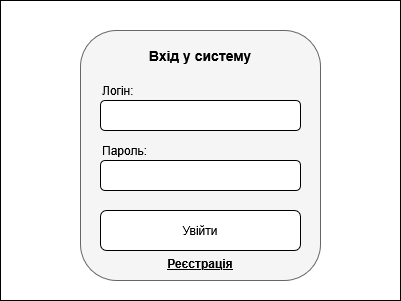 Вхід у систему
Логін:
Пароль:
Увійти
Реєстрація